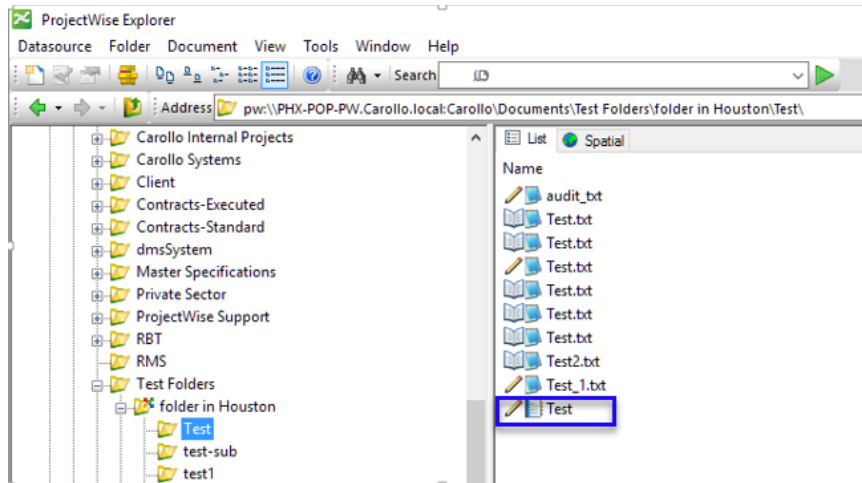 ProjectWise Explorer
Datasource Folder Document View Tools Window Help
Search
Address pw:\\PHX-POP-PW.Carollo.local:Carollo\Documents\Test Folders\folder in Houston\Test\
Carollo Internal Projects
Carollo Systems
Client
Contracts-Executed
Contracts-Standard
dmsSystem
Master Specifications
Private Sector
ProjectWise Support
RBT
RMS
Test Folders
folder in Houston
Test
test-sub
test1
List Spatial
Name
audit_txt
Test.txt
Test.txt
Test.txt
Test.txt
Test.txt
Test.txt
Test2.txt
Test_1.txt
Test